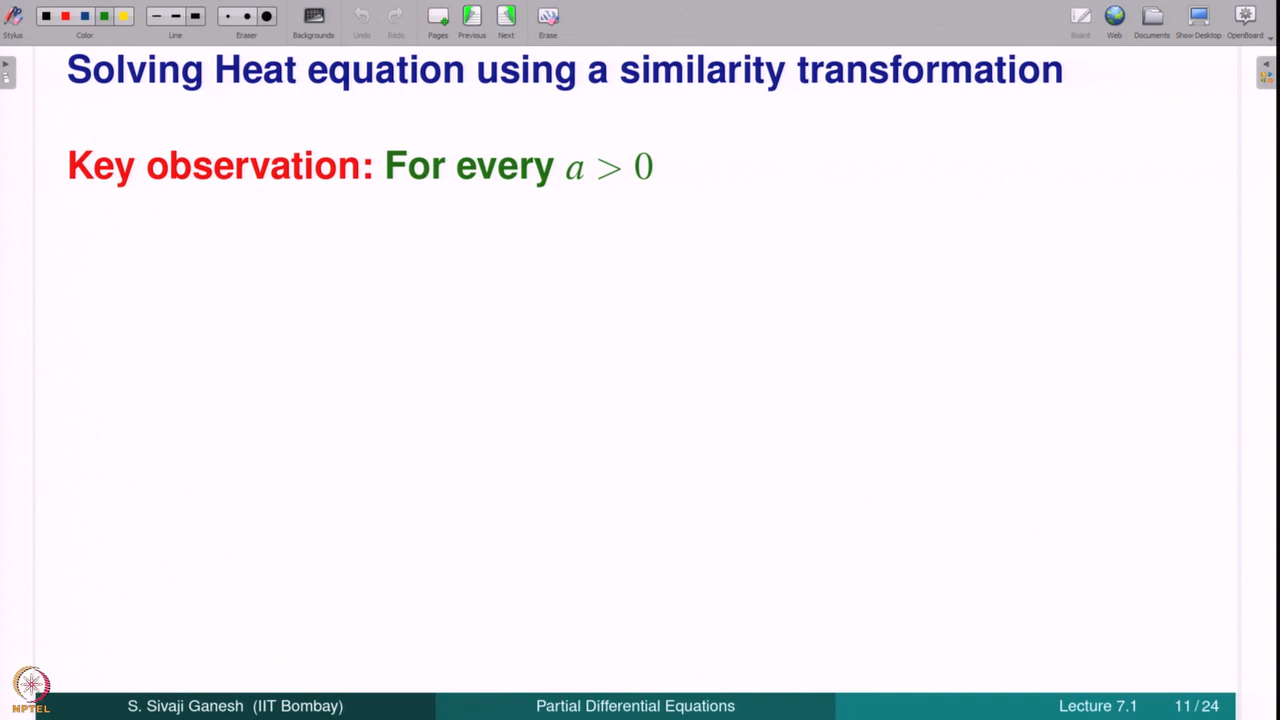 Stylus
Color
Line
Eraser
Backgrounds
Undo
Redo
Pages
Previous
Next
Erase
Board
Web
Documents
Show Desktop
OpenBoard
Solving Heat equation using a similarity transformation
Key observation: For every a > 0
NPTEL
S. Sivaji Ganesh (IIT Bombay)
Partial Differential Equations
Lecture 7.1
11 / 24